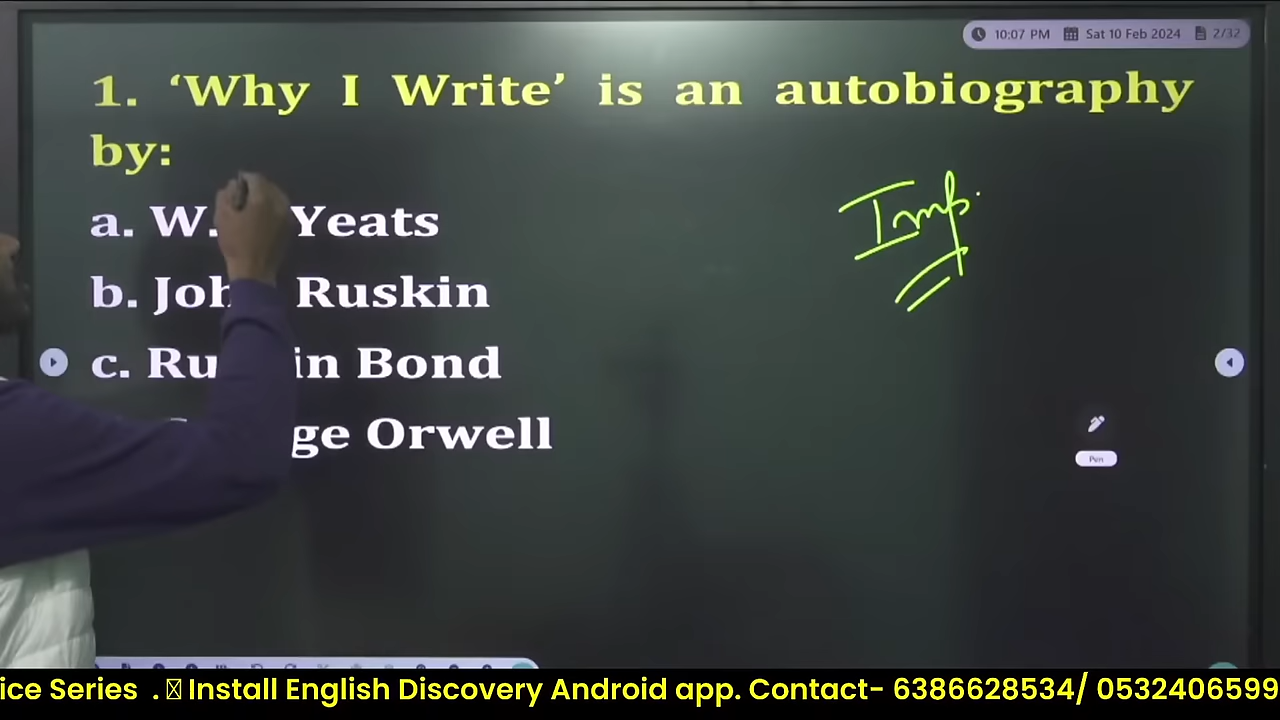 10:07 PM Sat 10 Feb 2024 2/32
1. ‘Why I Write’ is an autobiography
by:
a. W. Yeats
b. Joh Ruskin
c. Ru in Bond
ge Orwell
Imp.
Pen
ice Series . Install English Discovery Android app. Contact- 6386628534/ 0532406599